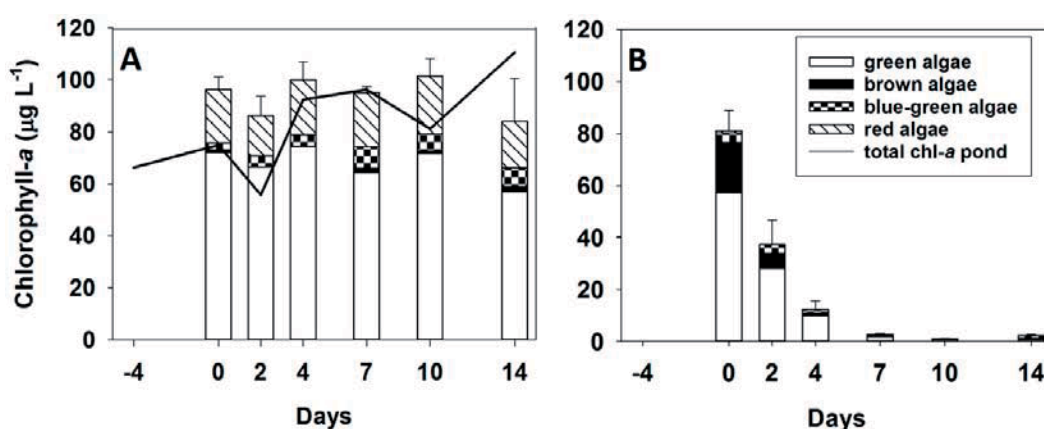 Chlorophyll-a (µg L⁻¹)
120
100
80
60
40
20
0
A
-4 0 2 4 7 10 14
Days
120
100
80
60
40
20
0
B
green algae
brown algae
blue-green algae
red algae
total chl-a pond
-4 0 2 4 7 10 14
Days